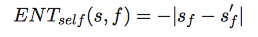 ENT_{self}(s, f) = −|s_f − s'_f|